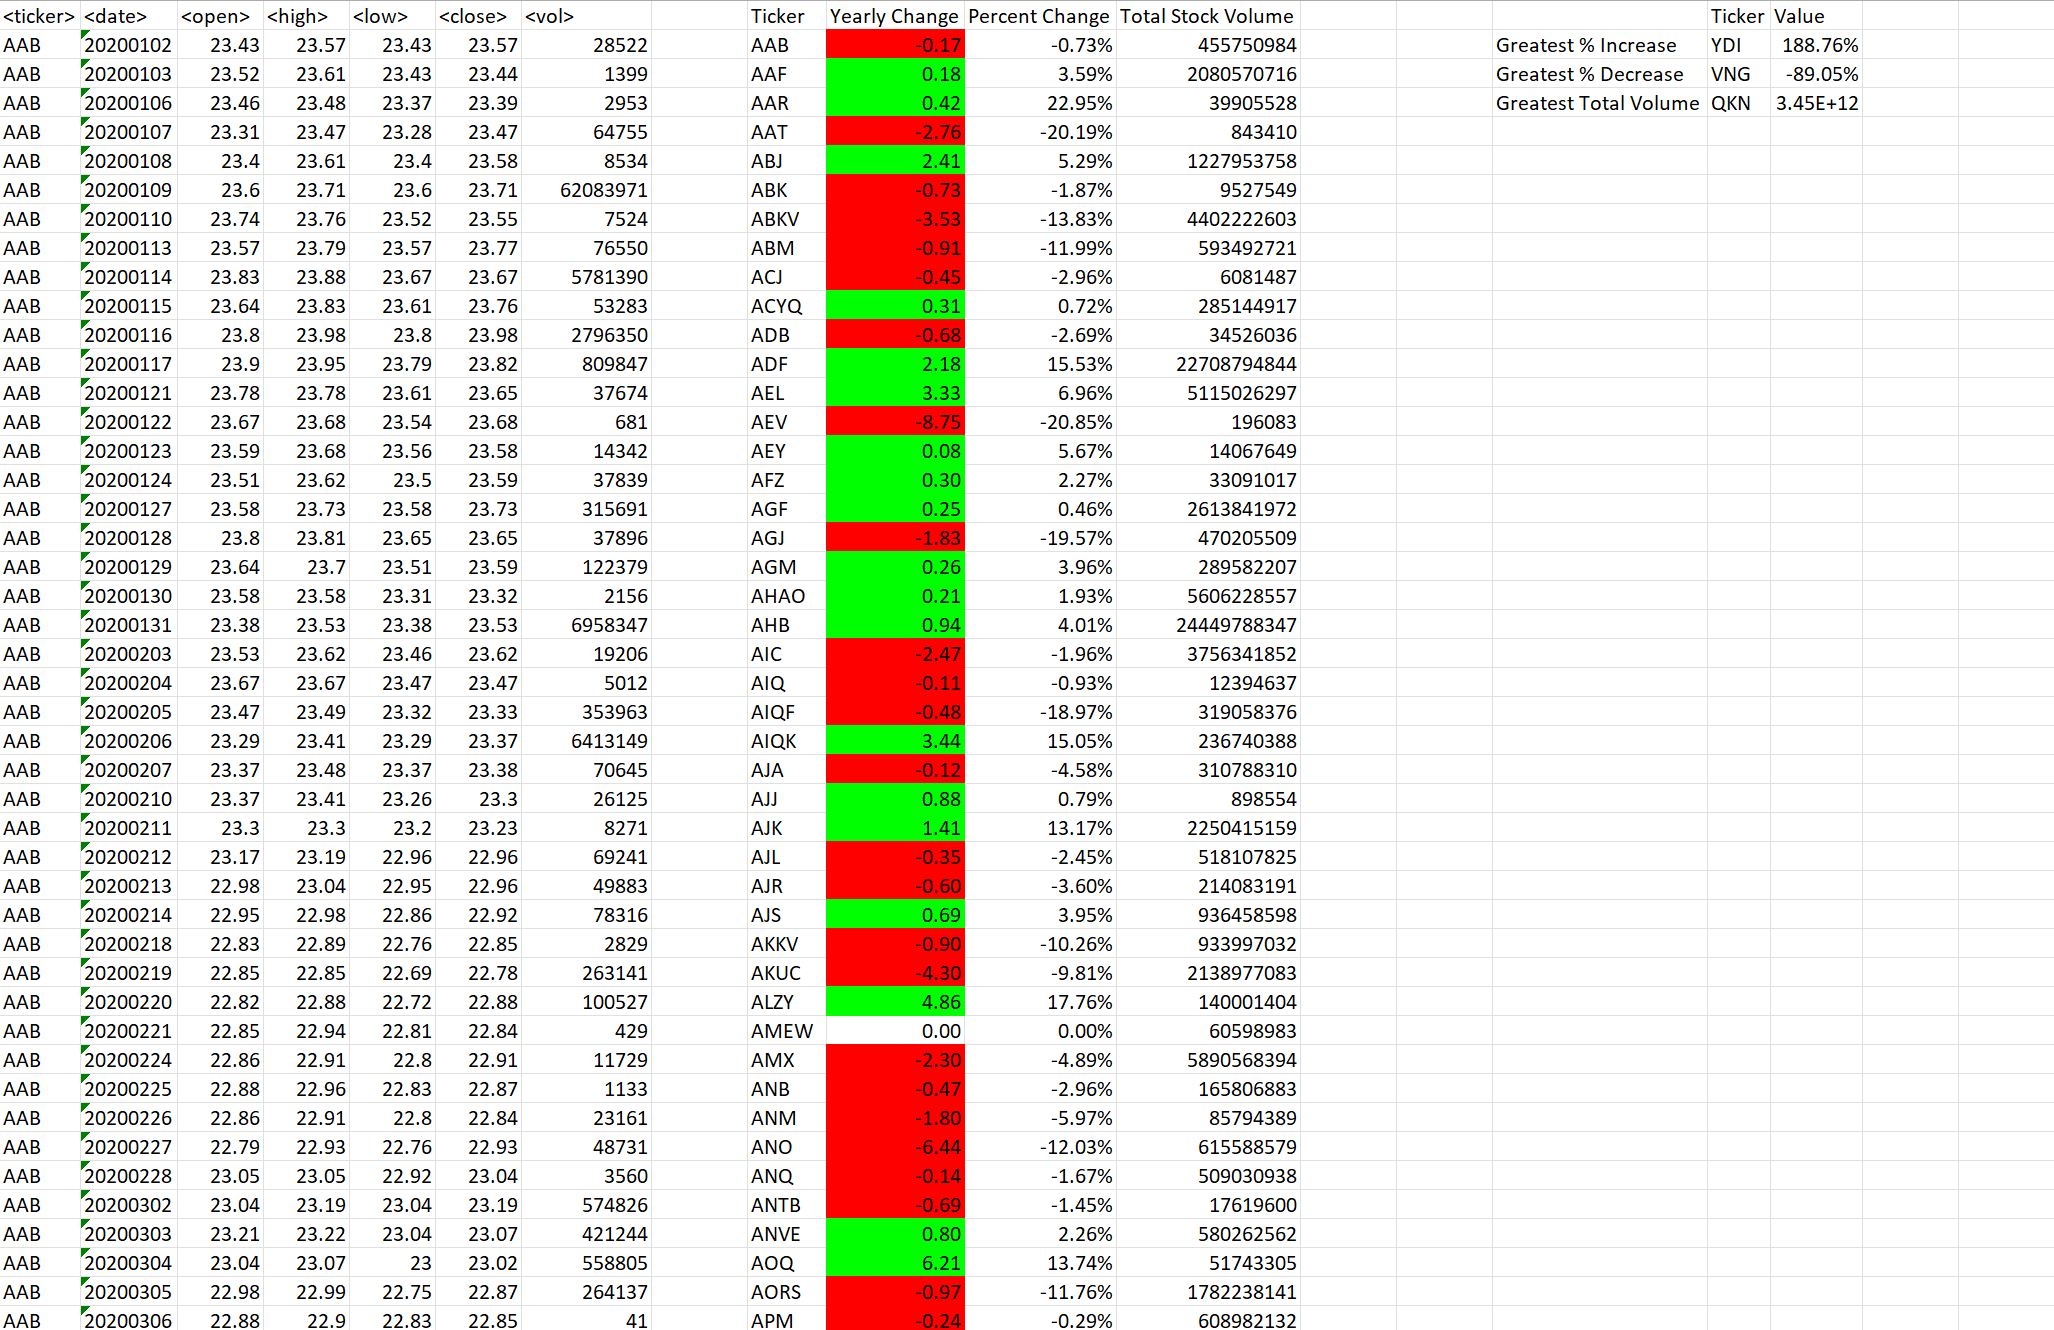 <ticker> <date> <open> <high> <low> <close> <vol> Ticker Yearly Change Percent Change Total Stock Volume Ticker Value
AAB 20200102 23.43 23.57 23.43 23.57 28522 AAB -0.17 -0.73% 455750984 Greatest % Increase YDI 188.76%
AAB 20200103 23.52 23.61 23.43 23.44 1399 AAF 0.18 3.59% 2080570716 Greatest % Decrease VNG -89.05%
AAB 20200106 23.46 23.48 23.37 23.39 2953 AAR 0.42 22.95% 39905528 Greatest Total Volume QKN 3.45E+12
AAB 20200107 23.31 23.47 23.28 23.47 64755 AAT -2.76 -20.19% 843410
AAB 20200108 23.4 23.61 23.4 23.58 8534 ABJ 2.41 5.29% 1227953758
AAB 20200109 23.6 23.71 23.6 23.71 62083971 ABK -0.73 -1.87% 9527549
AAB 20200110 23.74 23.76 23.52 23.55 7524 ABKV -3.53 -13.83% 4402222603
AAB 20200113 23.57 23.79 23.57 23.77 76550 ABM -0.91 -11.99% 593492721
AAB 20200114 23.83 23.88 23.67 23.67 5781390 ACJ -0.45 -2.96% 6081487
AAB 20200115 23.64 23.83 23.61 23.76 53283 ACYQ 0.31 0.72% 285144917
AAB 20200116 23.8 23.98 23.8 23.98 2796350 ADB -0.68 -2.69% 34526036
AAB 20200117 23.9 23.95 23.79 23.82 809847 ADF 2.18 15.53% 22708794844
AAB 20200121 23.78 23.78 23.61 23.65 37674 AEL 3.33 6.96% 5115026297
AAB 20200122 23.67 23.68 23.54 23.68 681 AEV -8.75 -20.85% 196083
AAB 20200123 23.59 23.68 23.56 23.58 14342 AEY 0.08 5.67% 14067649
AAB 20200124 23.51 23.62 23.5 23.59 37839 AFZ 0.30 2.27% 33091017
AAB 20200127 23.58 23.73 23.58 23.73 315691 AGF 0.25 0.46% 2613841972
AAB 20200128 23.8 23.81 23.65 23.65 37896 AGJ -1.83 -19.57% 470205509
AAB 20200129 23.64 23.7 23.51 23.59 122379 AGM 0.26 3.96% 289582207
AAB 20200130 23.58 23.58 23.31 23.32 2156 AHAO 0.21 1.93% 5606228557
AAB 20200131 23.38 23.53 23.38 23.53 6958347 AHB 0.94 4.01% 24449788347
AAB 20200203 23.53 23.62 23.46 23.62 19206 AIC -2.47 -1.96% 3756341852
AAB 20200204 23.67 23.67 23.47 23.47 5012 AIQ -0.11 -0.93% 12394637
AAB 20200205 23.47 23.49 23.32 23.33 353963 AIQF -0.48 -18.97% 319058376
AAB 20200206 23.29 23.41 23.29 23.37 6413149 AIQK 3.44 15.05% 236740388
AAB 20200207 23.37 23.48 23.37 23.38 70645 AJA -0.12 -4.58% 310788310
AAB 20200210 23.37 23.41 23.26 23.3 26125 AJJ 0.88 0.79% 898554
AAB 20200211 23.3 23.3 23.2 23.23 8271 AJK 1.41 13.17% 2250415159
AAB 20200212 23.17 23.19 22.96 22.96 69241 AJL -0.35 -2.45% 518107825
AAB 20200213 22.98 23.04 22.95 22.96 49883 AJR -0.60 -3.60% 214083191
AAB 20200214 22.95 22.98 22.86 22.92 78316 AJS 0.69 3.95% 936458598
AAB 20200218 22.83 22.89 22.76 22.85 2829 AKKV -0.90 -10.26% 933997032
AAB 20200219 22.85 22.85 22.69 22.78 263141 AKUC -4.30 -9.81% 2138977083
AAB 20200220 22.82 22.88 22.72 22.88 100527 ALZY 4.86 17.76% 140001404
AAB 20200221 22.85 22.94 22.81 22.84 429 AMEW 0.00 0.00% 60598983
AAB 20200224 22.86 22.91 22.8 22.91 11729 AMX -2.30 -4.89% 5890568394
AAB 20200225 22.88 22.96 22.83 22.87 1133 ANB -0.47 -2.96% 165806883
AAB 20200226 22.86 22.91 22.8 22.84 23161 ANM -1.80 -5.97% 85794389
AAB 20200227 22.79 22.93 22.76 22.93 48731 ANO -6.44 -12.03% 615588579
AAB 20200228 23.05 23.05 22.92 23.04 3560 ANQ -0.14 -1.67% 509030938
AAB 20200302 23.04 23.19 23.04 23.19 574826 ANTB -0.69 -1.45% 17619600
AAB 20200303 23.21 23.22 23.04 23.07 421244 ANVE 0.80 2.26% 580262562
AAB 20200304 23.04 23.07 23 23.02 558805 AOQ 6.21 13.74% 51743305
AAB 20200305 22.98 22.99 22.75 22.87 264137 AORS -0.97 -11.76% 1782238141
AAB 20200306 22.88 22.9 22.83 22.85 41 APM -0.24 -0.29% 608982132